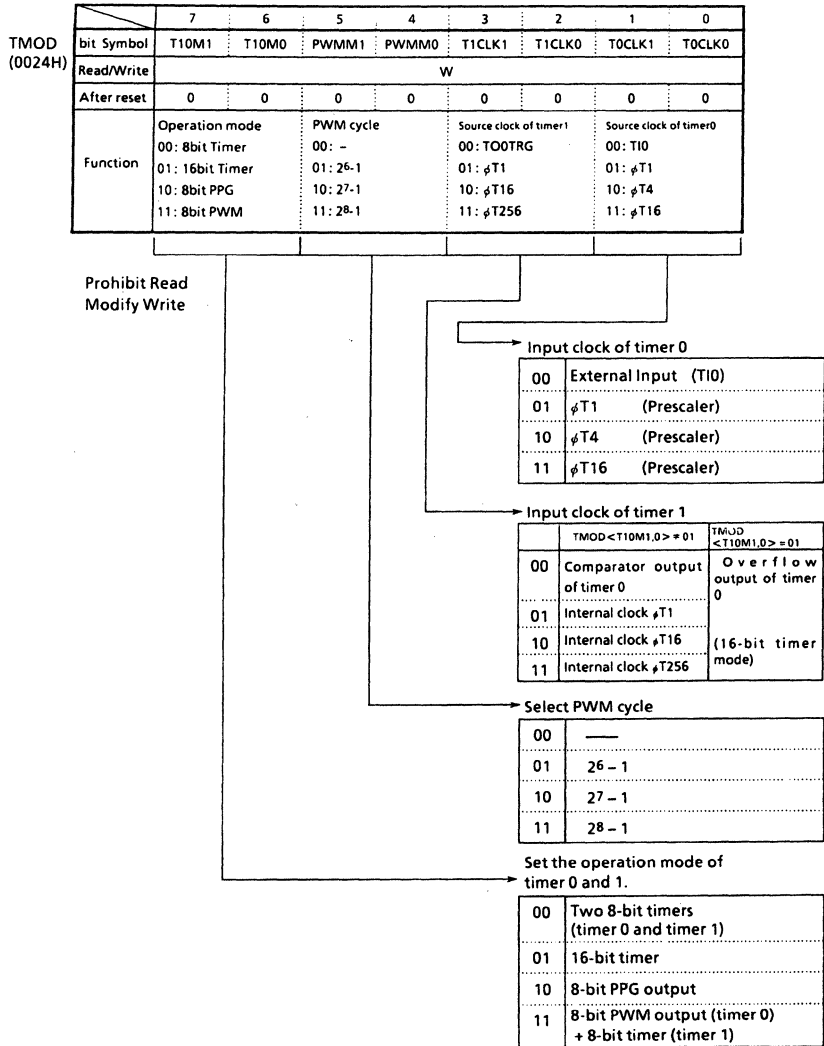 7 6 5 4 3 2 1 0
TMOD (0024H)
bit Symbol T10M1 T10M0 PWMM1 PWMM0 T1CLK1 T1CLK0 T0CLK1 T0CLK0
Read/Write W
After reset 0 0 0 0 0 0 0 0
Function
Operation mode PWM cycle Source clock of timer1 Source clock of timer0
00: 8bit Timer 00: – 00: TO0TRG 00: TI0
01: 16bit Timer 01: 2⁶-1 01: φT1 01: φT1
10: 8bit PPG 10: 2⁷-1 10: φT16 10: φT4
11: 8bit PWM 11: 2⁸-1 11: φT256 11: φT16
Prohibit Read
Modify Write
Input clock of timer 0
00 External Input (TI0)
01 φT1 (Prescaler)
10 φT4 (Prescaler)
11 φT16 (Prescaler)
Input clock of timer 1
TMOD<T10M1,0> ≠ 01 TMOD <T10M1,0> = 01
00 Comparator output of timer 0 Overflow output of timer 0
01 Internal clock φT1
10 Internal clock φT16 (16-bit timer mode)
11 Internal clock φT256
Select PWM cycle
00 ——
01 2⁶ – 1
10 2⁷ – 1
11 2⁸ – 1
Set the operation mode of
timer 0 and 1.
00 Two 8-bit timers
(timer 0 and timer 1)
01 16-bit timer
10 8-bit PPG output
11 8-bit PWM output (timer 0)
+ 8-bit timer (timer 1)